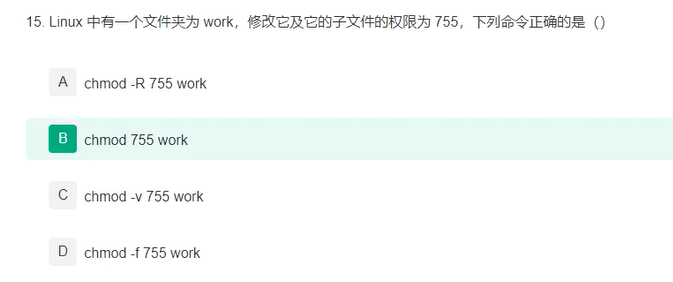 15. Linux 中有一个文件夹为 work，修改它及它的子文件的权限为 755，下列命令正确的是（）
A chmod -R 755 work
B chmod 755 work
C chmod -v 755 work
D chmod -f 755 work